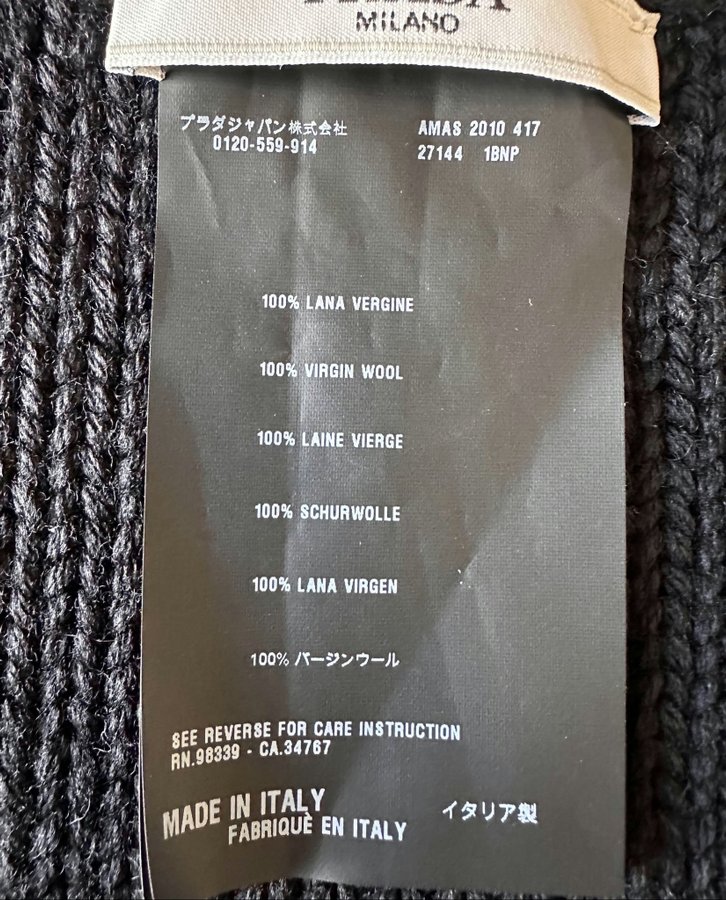 MILANO
プラダジャパン株式会社
0120-559-914
AMAS 2010 417
27144 1BNP
100% LANA VERGINE
100% VIRGIN WOOL
100% LAINE VIERGE
100% SCHURWOLLE
100% LANA VIRGEN
100% バージンウール
SEE REVERSE FOR CARE INSTRUCTION
RN.98339 - CA.34767
MADE IN ITALY
FABRIQUÈ EN ITALY
イタリア製